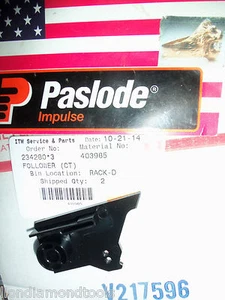 Paslode®
Impulse
ITW Service & Parts Date: 10-21-14
Order No: Material No:
234280*3 403985
FOLLOWER (CT)
Bin Location: RACK-D
Shipped Qty: 2
V217596